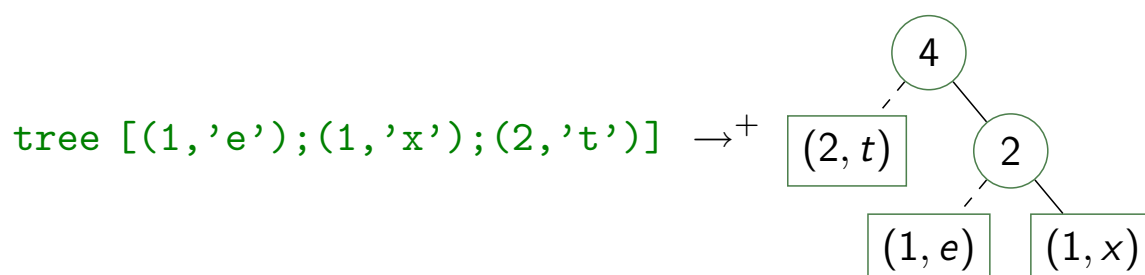 4
tree [(1,'e');(1,'x');(2,'t')] →+
(2, t)
2
(1, e)
(1, x)